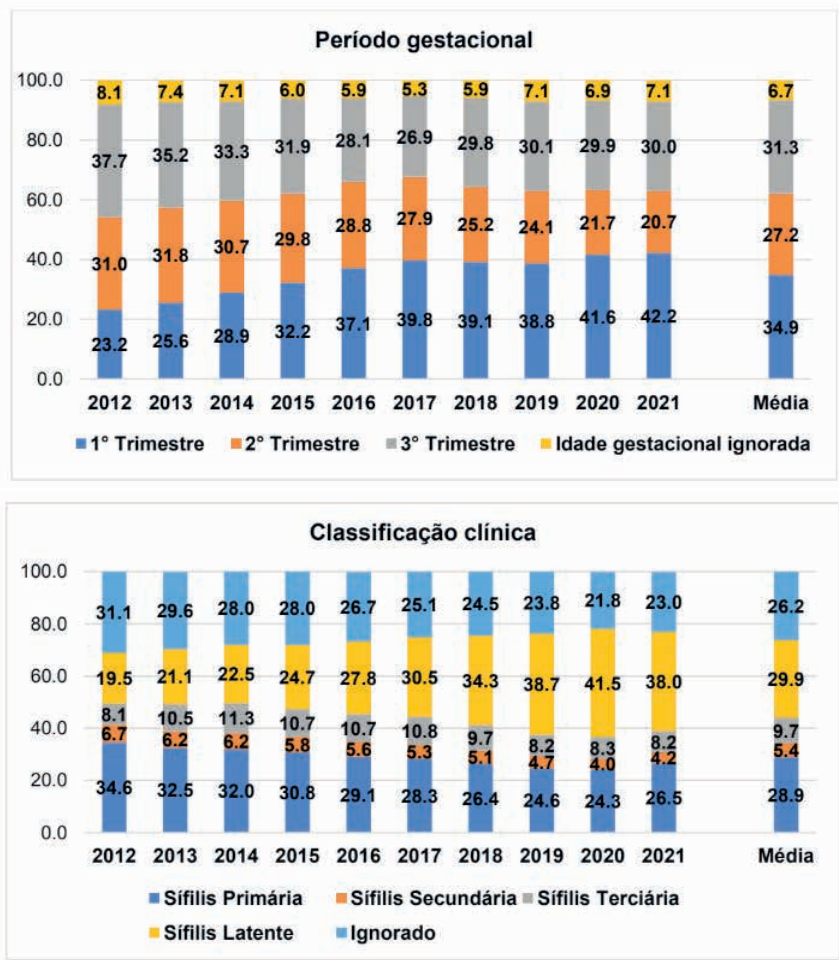 Período gestacional
100.0
8.1 7.4 7.1 6.0 5.9 5.3 5.9 7.1 6.9 7.1 6.7
80.0
37.7 35.2 33.3 31.9 28.1 26.9 29.8 30.1 29.9 30.0 31.3
60.0
31.0 31.8 30.7 29.8 28.8 27.9 25.2 24.1 21.7 20.7 27.2
40.0
23.2 25.6 28.9 32.2 37.1 39.8 39.1 38.8 41.6 42.2 34.9
20.0
0.0
2012 2013 2014 2015 2016 2017 2018 2019 2020 2021 Média
1° Trimestre 2° Trimestre 3° Trimestre Idade gestacional ignorada
Classificação clínica
100.0
31.1 29.6 28.0 28.0 26.7 25.1 24.5 23.8 21.8 23.0 26.2
80.0
19.5 21.1 22.5 24.7 27.8 30.5 34.3 38.7 41.5 38.0 29.9
60.0
8.1 10.5 11.3 10.7 10.7 10.8 9.7 8.2 8.3 8.2 9.7
40.0
6.7 6.2 6.2 5.8 5.6 5.3 5.1 4.7 4.0 4.2 5.4
20.0
34.6 32.5 32.0 30.8 29.1 28.3 26.4 24.6 24.3 26.5 28.9
0.0
2012 2013 2014 2015 2016 2017 2018 2019 2020 2021 Média
Sífilis Primária Sífilis Secundária Sífilis Terciária
Sífilis Latente Ignorado